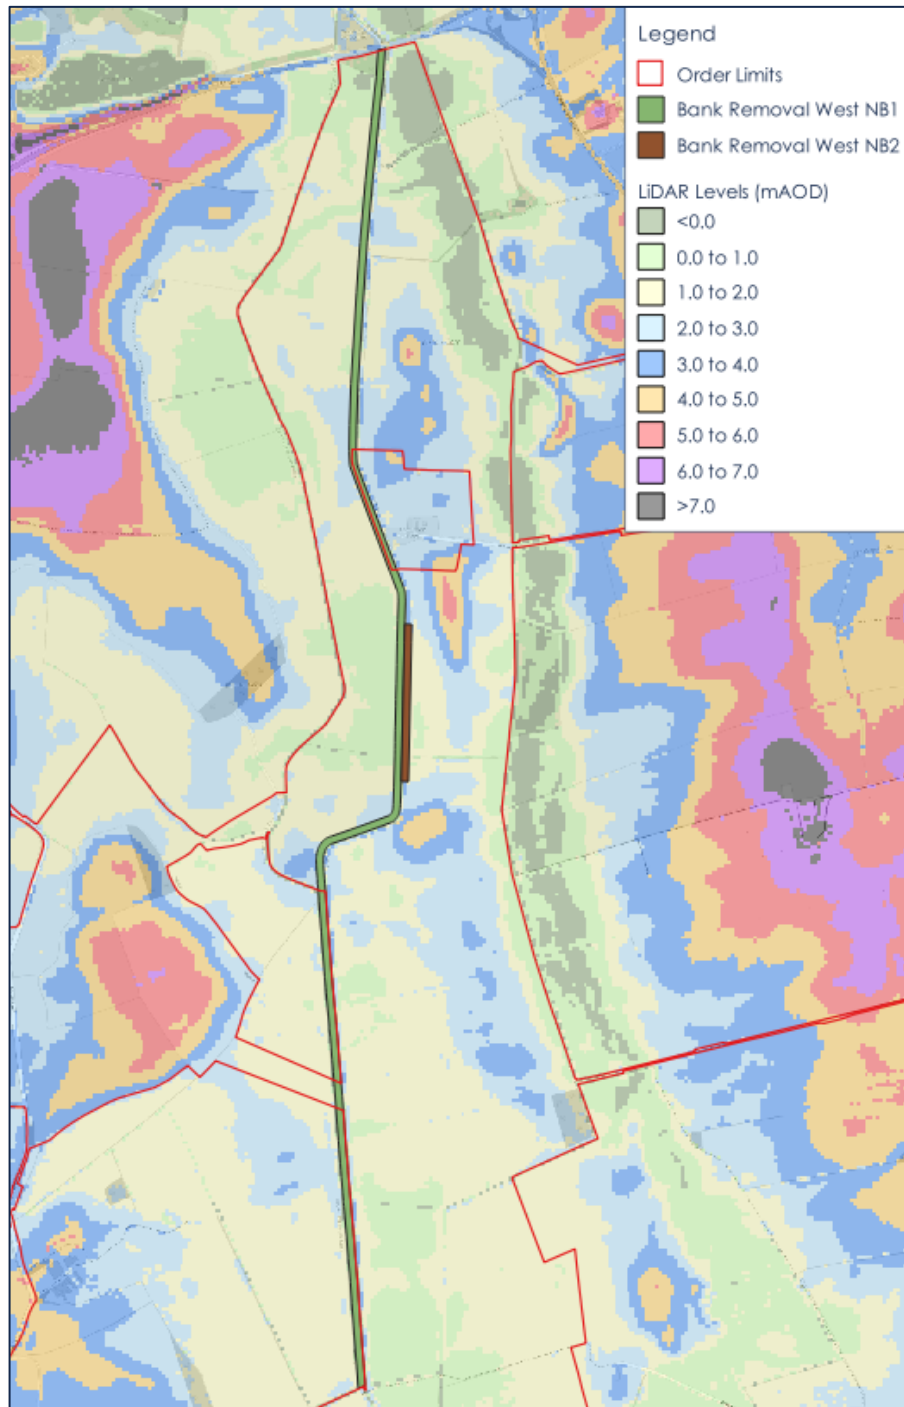 Legend
Order Limits
Bank Removal West NB1
Bank Removal West NB2
LiDAR Levels (mAOD)
<0.0
0.0 to 1.0
1.0 to 2.0
2.0 to 3.0
3.0 to 4.0
4.0 to 5.0
5.0 to 6.0
6.0 to 7.0
>7.0